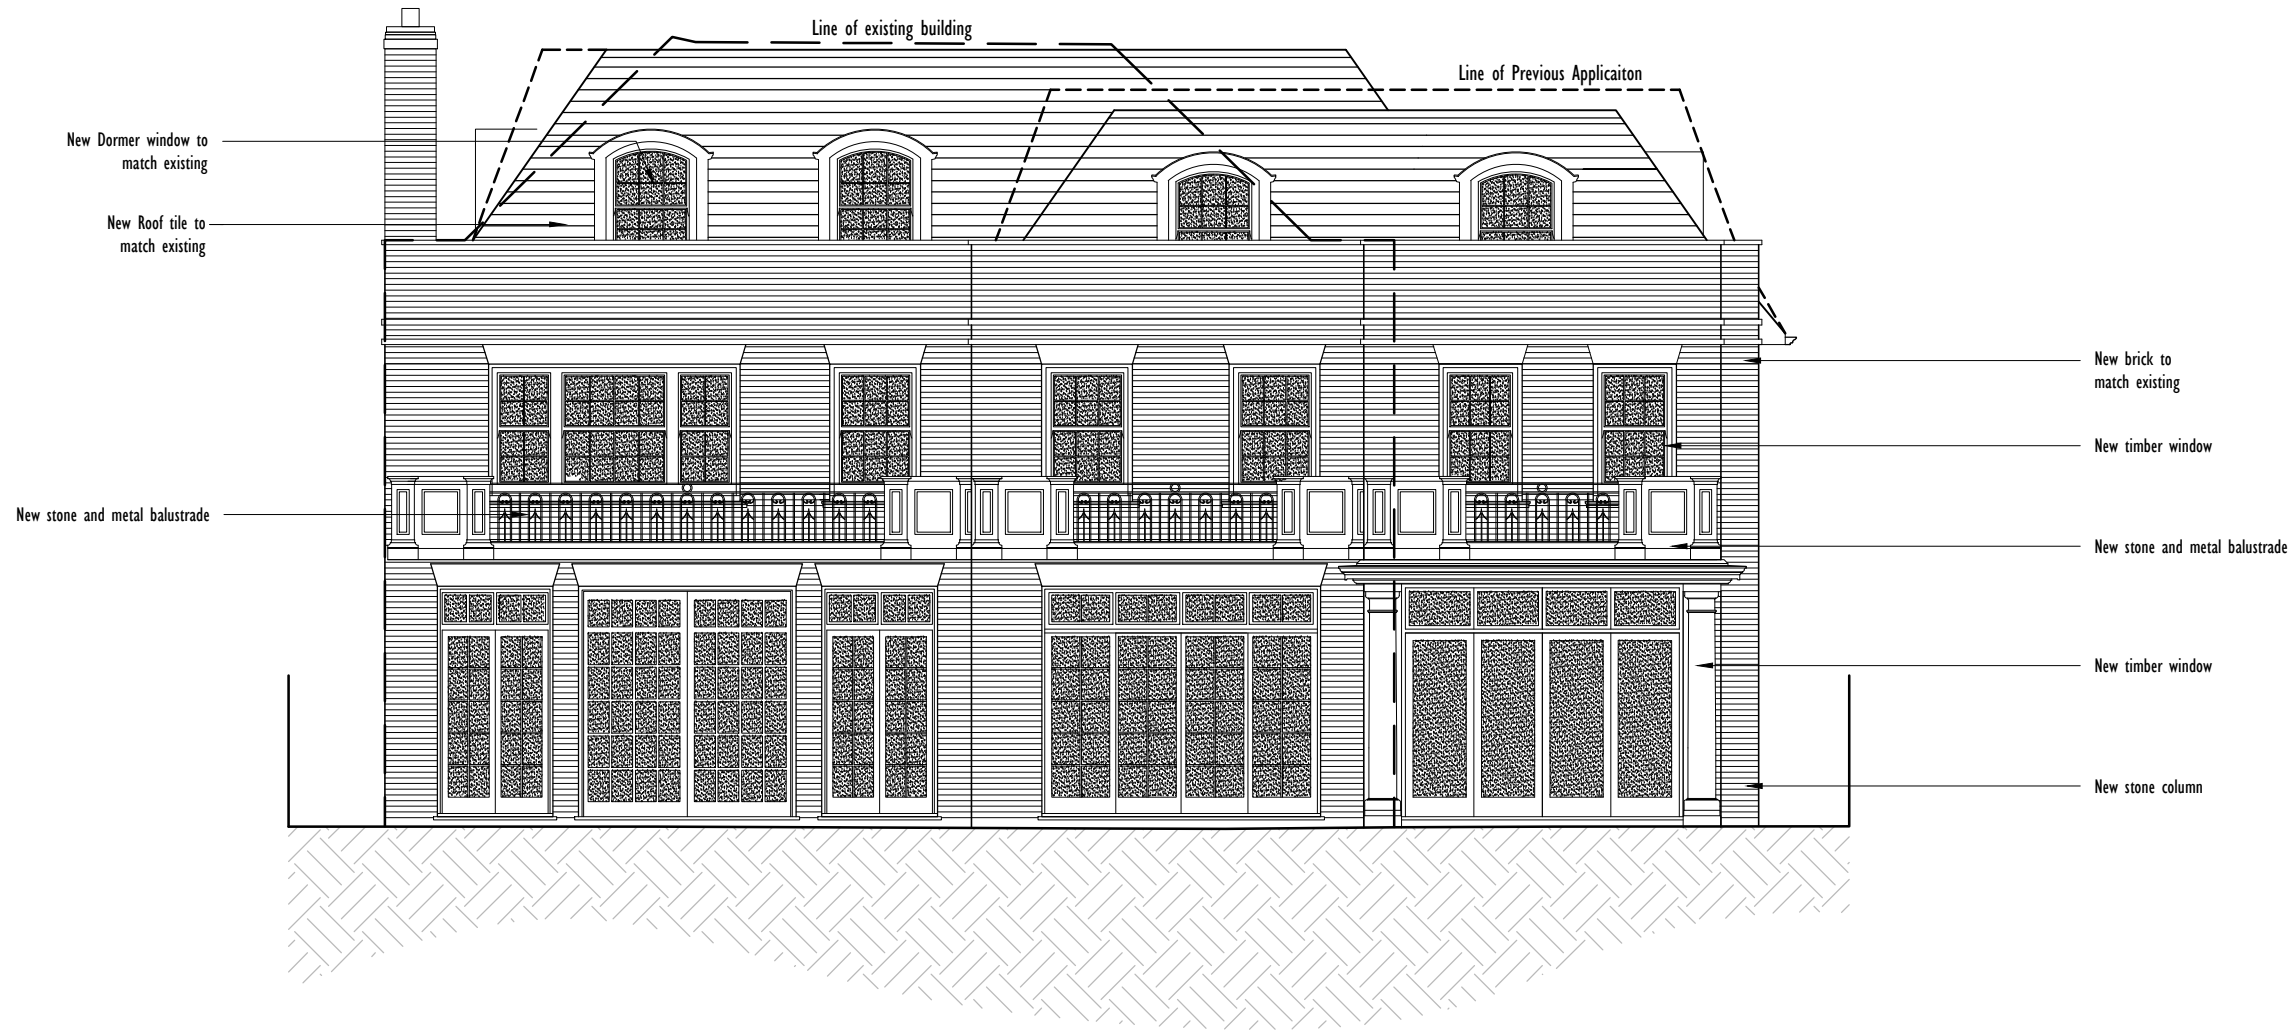 Line of existing building
Line of Previous Applicaiton
New Dormer window to
match existing
New Roof tile to
match existing
New stone and metal balustrade
New brick to
match existing
New timber window
New stone and metal balustrade
New timber window
New stone column